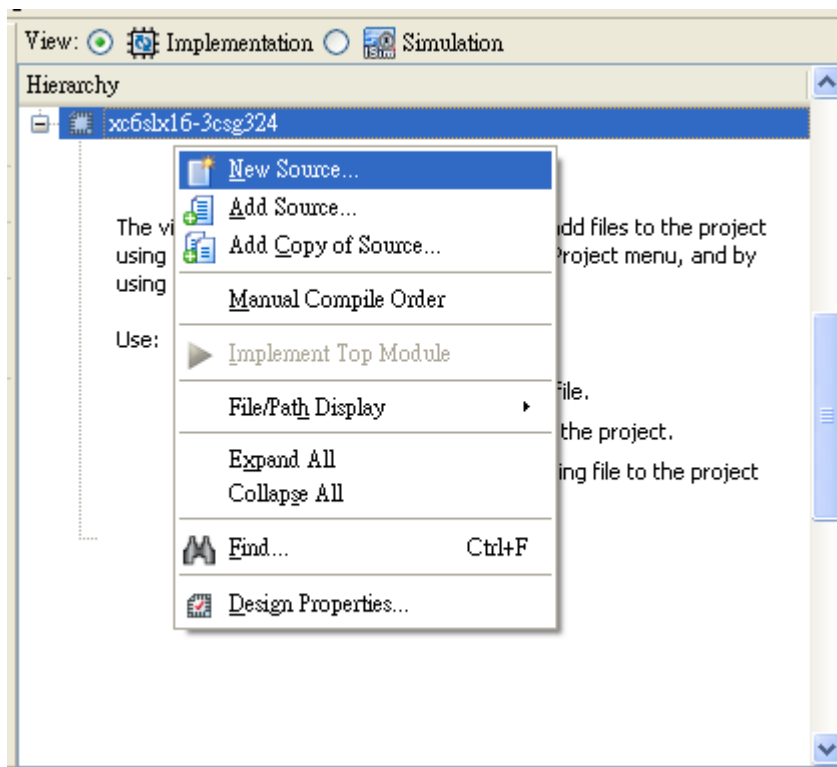 View: Implementation Simulation
Hierarchy
xc6slx16-3csg324
New Source...
Add Source...
Add Copy of Source...
Manual Compile Order
Implement Top Module
File/Path Display
Expand All
Collapse All
Find... Ctrl+F
Design Properties...
The vi
dd files to the project
using
Project menu, and by
using
Use:
file.
the project.
ing file to the project